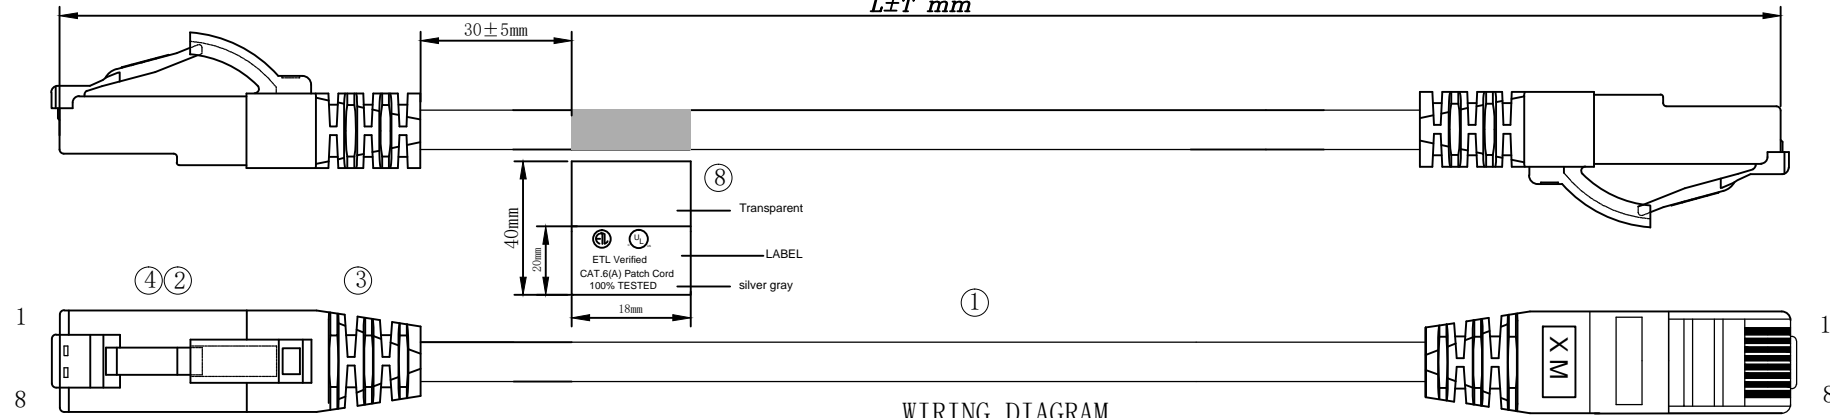 L±T mm
30±5mm
⑧
Transparent
40mm
20mm
UL
LABEL
ETL Verified
CAT.6(A) Patch Cord
100% TESTED
silver gray
18mm
④②
③
①
1
1
XM
8
8
WIRING DIAGRAM